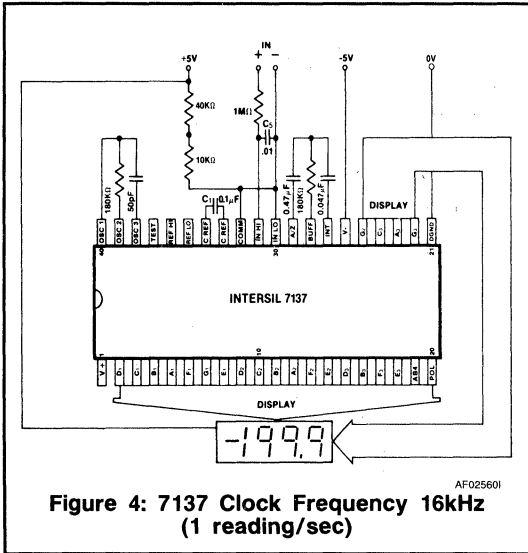 IN
+5V + − -5V 0V
40KΩ
1MΩ
C5
.01
10KΩ
180KΩ
50pF
C1
0.1µF
0.47µF
180KΩ
0.047µF
DISPLAY
OSC 1
OSC 2
OSC 3
TEST
REF HI
REF LO
C REF
C REF
COMM
IN HI
IN LO
A/Z
BUFF
INT
V-
G2
C3
A3
G3
DGND
40
30
21
INTERSIL 7137
1
10
20
V +
D1
C1
B1
A1
F1
G1
E1
D2
C2
B2
A2
F2
E2
D3
B3
F3
E3
AB4
POL
DISPLAY
-199.9
AF02560I
Figure 4: 7137 Clock Frequency 16kHz
(1 reading/sec)